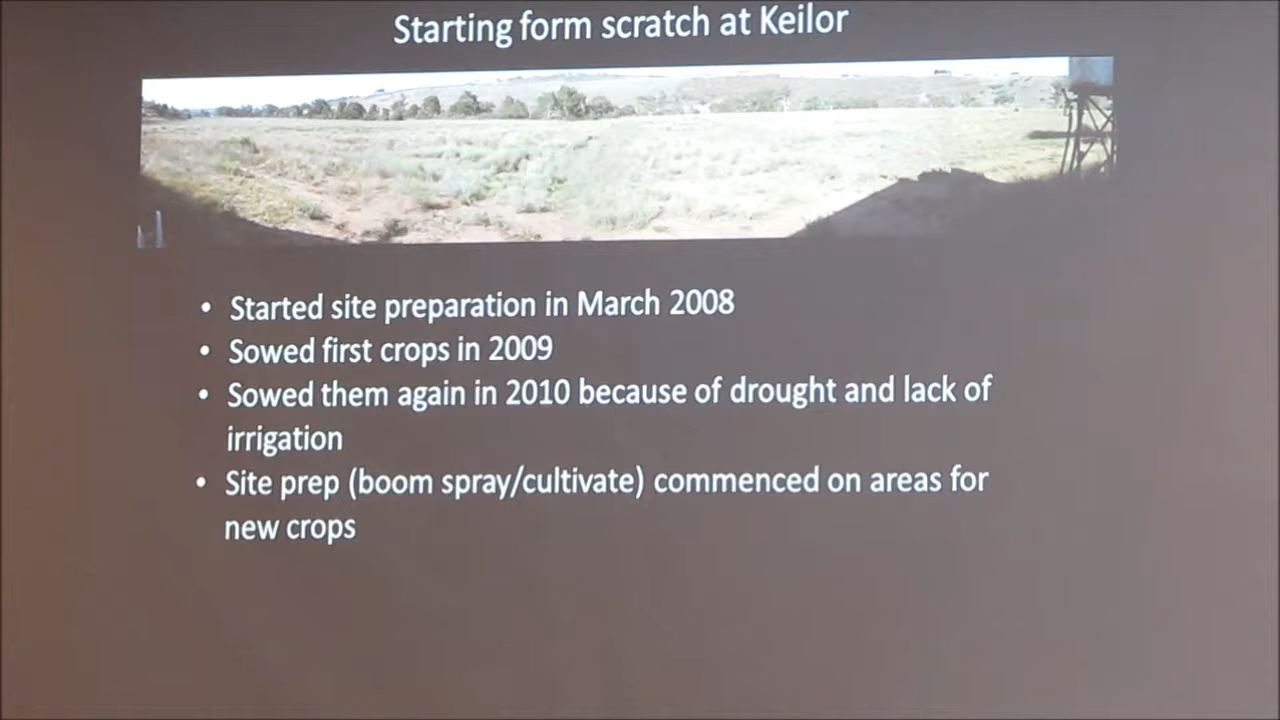 Starting form scratch at Keilor
• Started site preparation in March 2008
• Sowed first crops in 2009
• Sowed them again in 2010 because of drought and lack of
irrigation
• Site prep (boom spray/cultivate) commenced on areas for
new crops